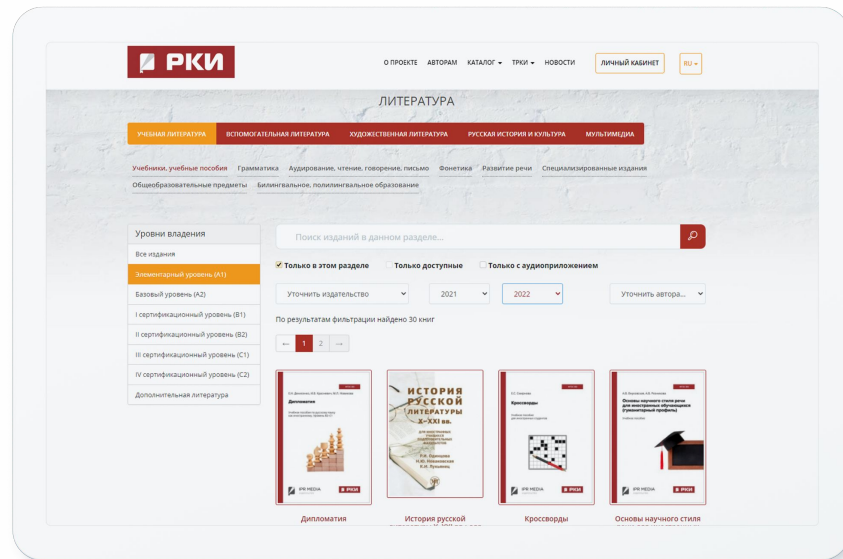 РКИ
О ПРОЕКТЕ АВТОРАМ КАТАЛОГ ТРКИ НОВОСТИ ЛИЧНЫЙ КАБИНЕТ RU
ЛИТЕРАТУРА
УЧЕБНАЯ ЛИТЕРАТУРА ВСПОМОГАТЕЛЬНАЯ ЛИТЕРАТУРА ХУДОЖЕСТВЕННАЯ ЛИТЕРАТУРА РУССКАЯ ИСТОРИЯ И КУЛЬТУРА МУЛЬТИМЕДИА
Учебники, учебные пособия Грамматика Аудирование, чтение, говорение, письмо Фонетика Развитие речи Специализированные издания
Общеобразовательные предметы Билингвальное, полилингвальное образование
Уровни владения
Все издания
Элементарный уровень (А1)
Базовый уровень (А2)
I сертификационный уровень (В1)
II сертификационный уровень (В2)
III сертификационный уровень (С1)
IV сертификационный уровень (С2)
Дополнительная литература
Поиск изданий в данном разделе...
Только в этом разделе Только доступные Только с аудиоприложением
Уточнить издательство 2021 2022 Уточнить автора...
По результатам фильтрации найдено 30 книг
← 1 2 →
Дипломатия
IPR MEDIA РКИ
ИСТОРИЯ
РУССКОЙ
ЛИТЕРАТУРЫ
X–XXI вв.
Кроссворды
IPR MEDIA РКИ
Основы научного стиля речи
для иностранных обучающихся
(гуманитарный профиль)
IPR MEDIA РКИ
Дипломатия
История русской
Кроссворды
Основы научного стиля